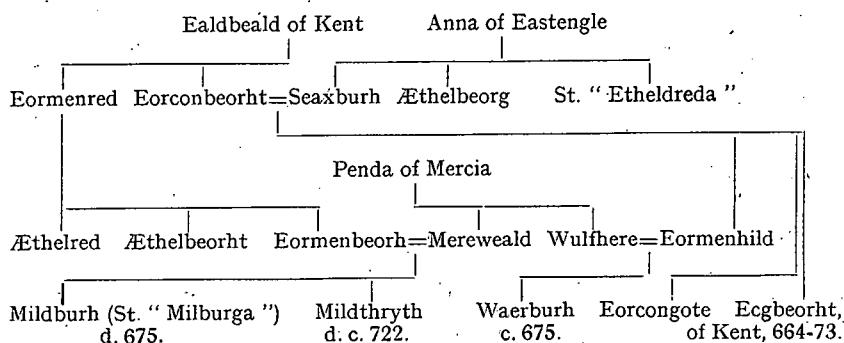 Ealdbeald of Kent Anna of Eastengle
Eormenred Eorconbeorht=Seaxburh Æthelbeorg St. " Etheldreda "
Penda of Mercia
Æthelred Æthelbeorht Eormenbeorh=Mereweald Wulfhere=Eormenhild
Mildburh (St. " Milburga ") Mildthryth Waerburh Eorcongote Ecgbeorht,
d. 675. d. c. 722. c. 675. of Kent, 664-73.